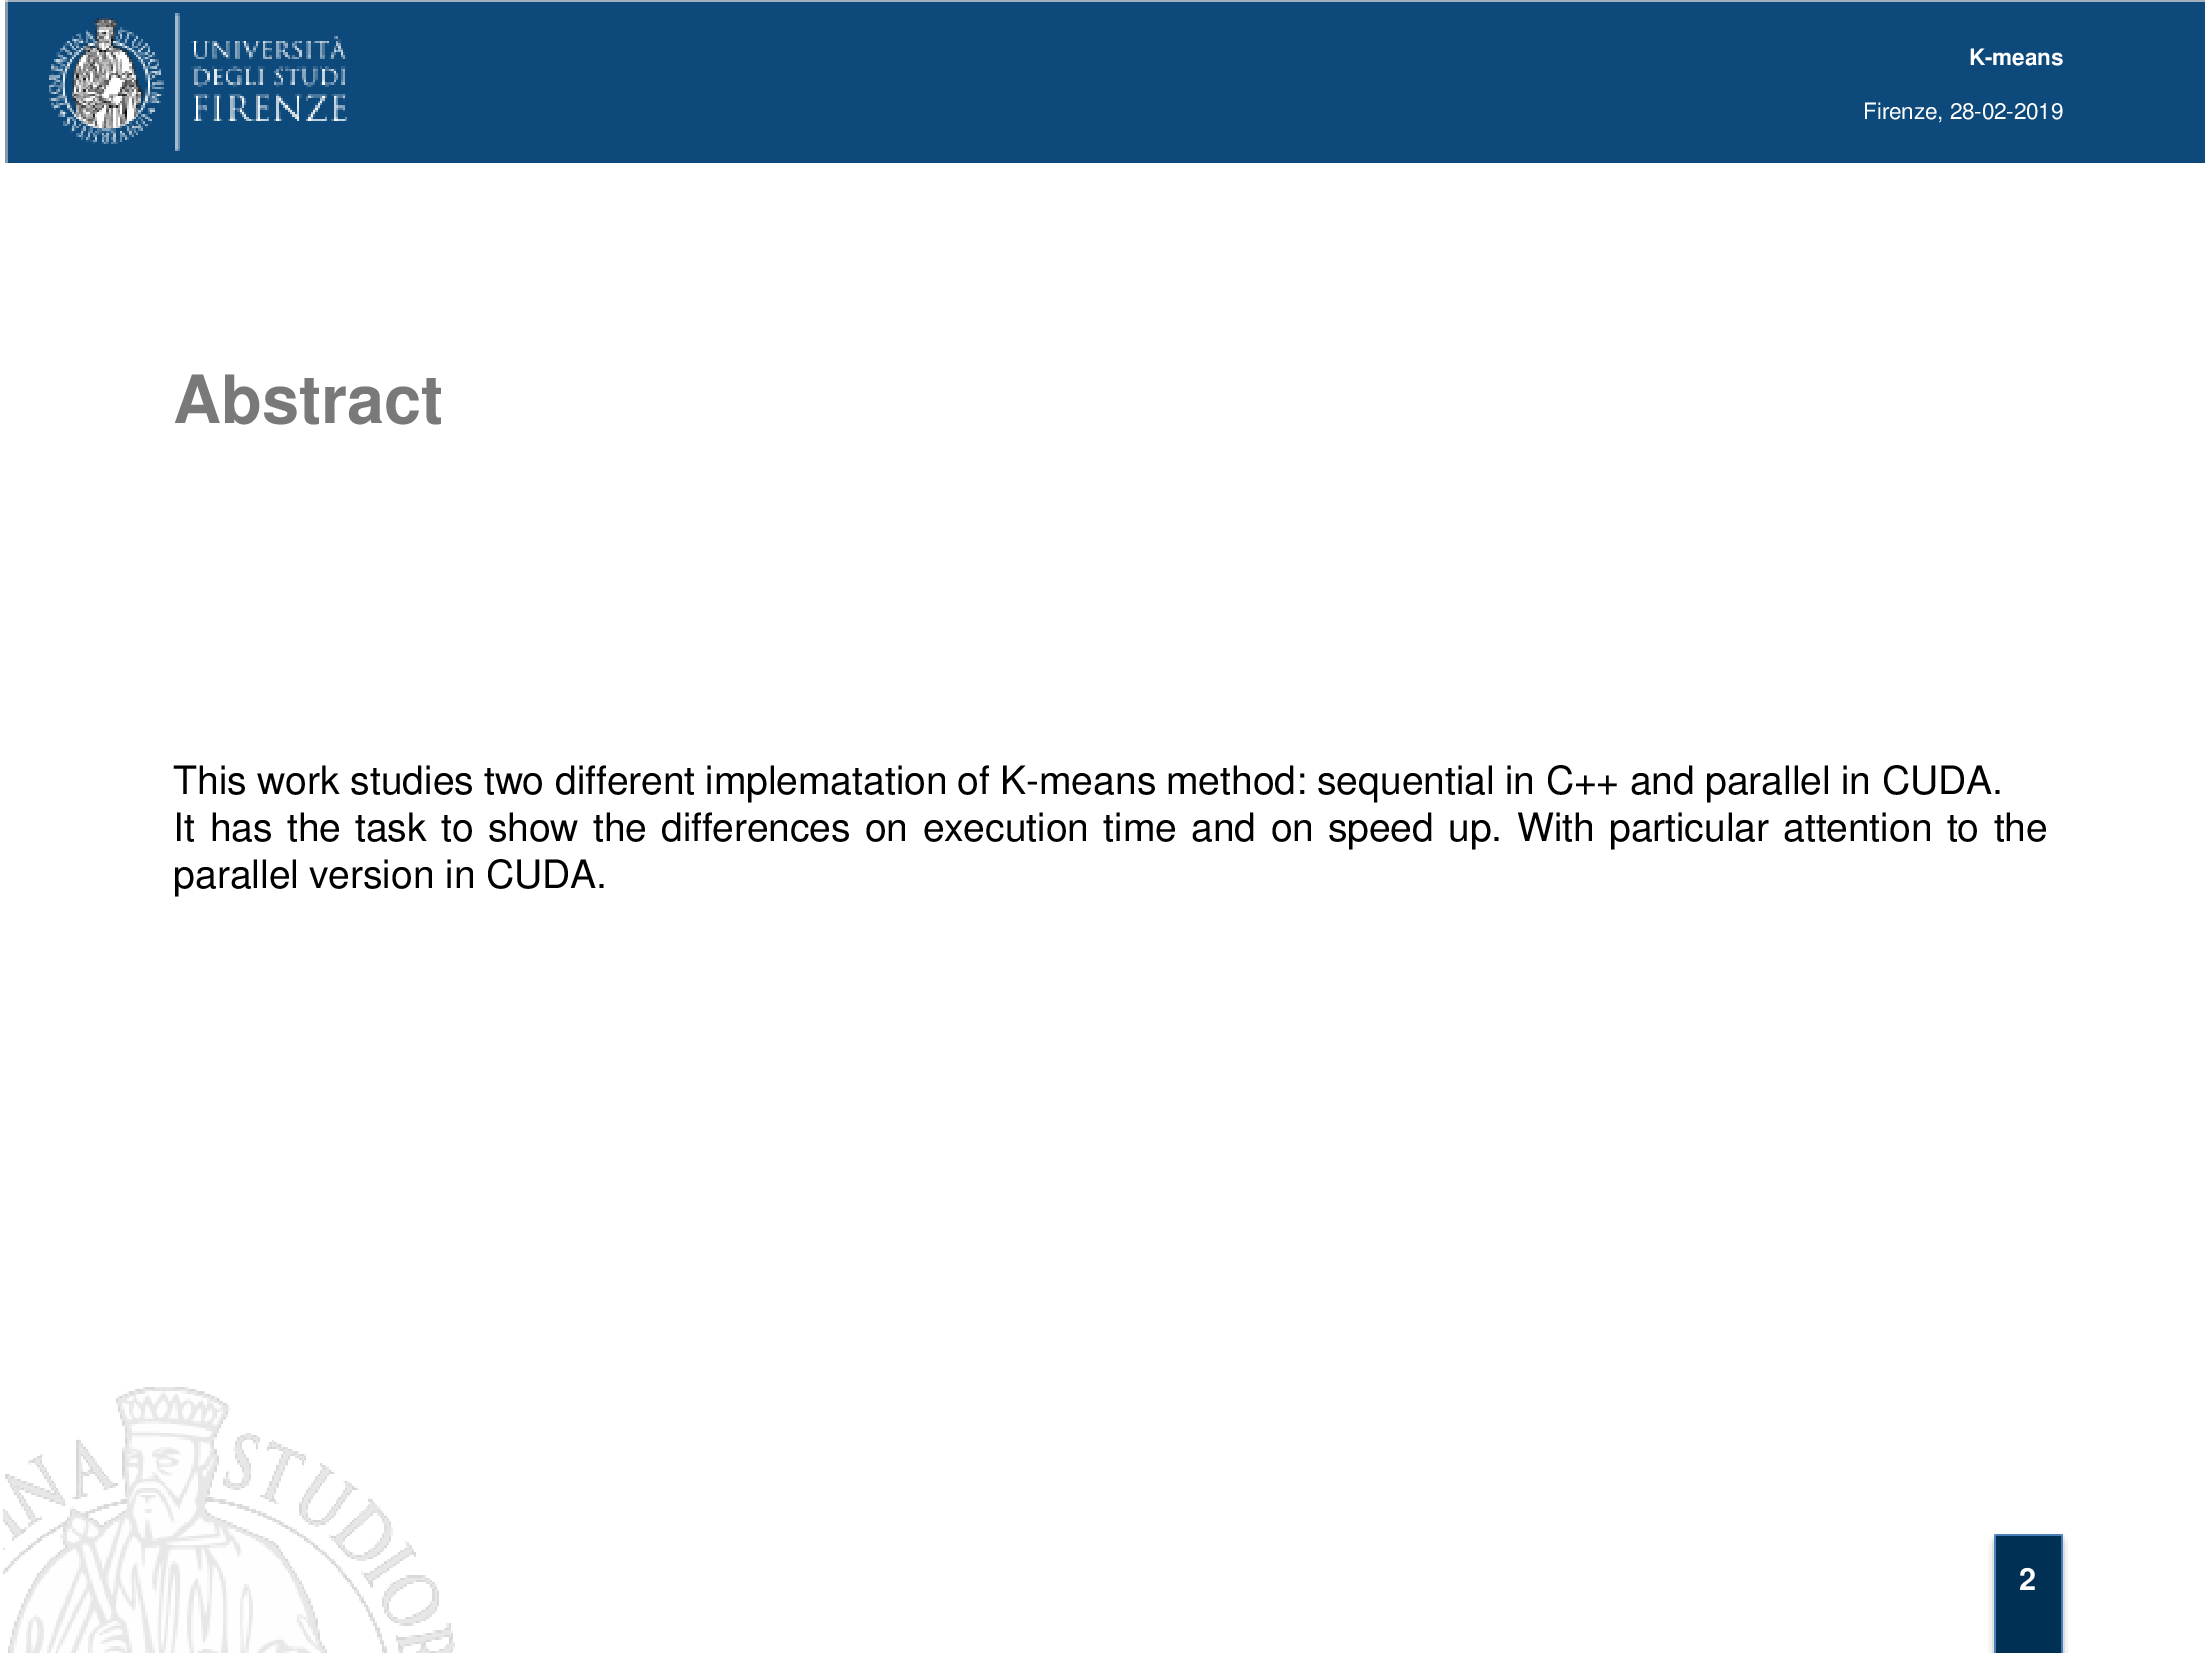 UNIVERSITÀ
DEGLI STUDI
FIRENZE
K-means
Firenze, 28-02-2019
Abstract
This work studies two different implematation of K-means method: sequential in C++ and parallel in CUDA.
It has the task to show the differences on execution time and on speed up. With particular attention to the
parallel version in CUDA.
STUDIOR
2